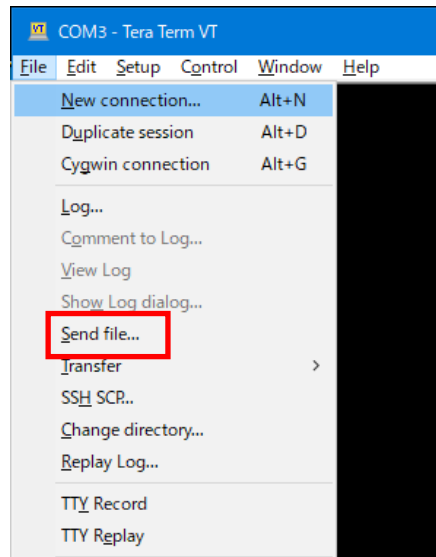 VT COM3 - Tera Term VT
File Edit Setup Control Window Help
New connection... Alt+N
Duplicate session Alt+D
Cygwin connection Alt+G
Log...
Comment to Log...
View Log
Show Log dialog...
Send file...
Transfer >
SSH SCP...
Change directory...
Replay Log...
TTY Record
TTY Replay